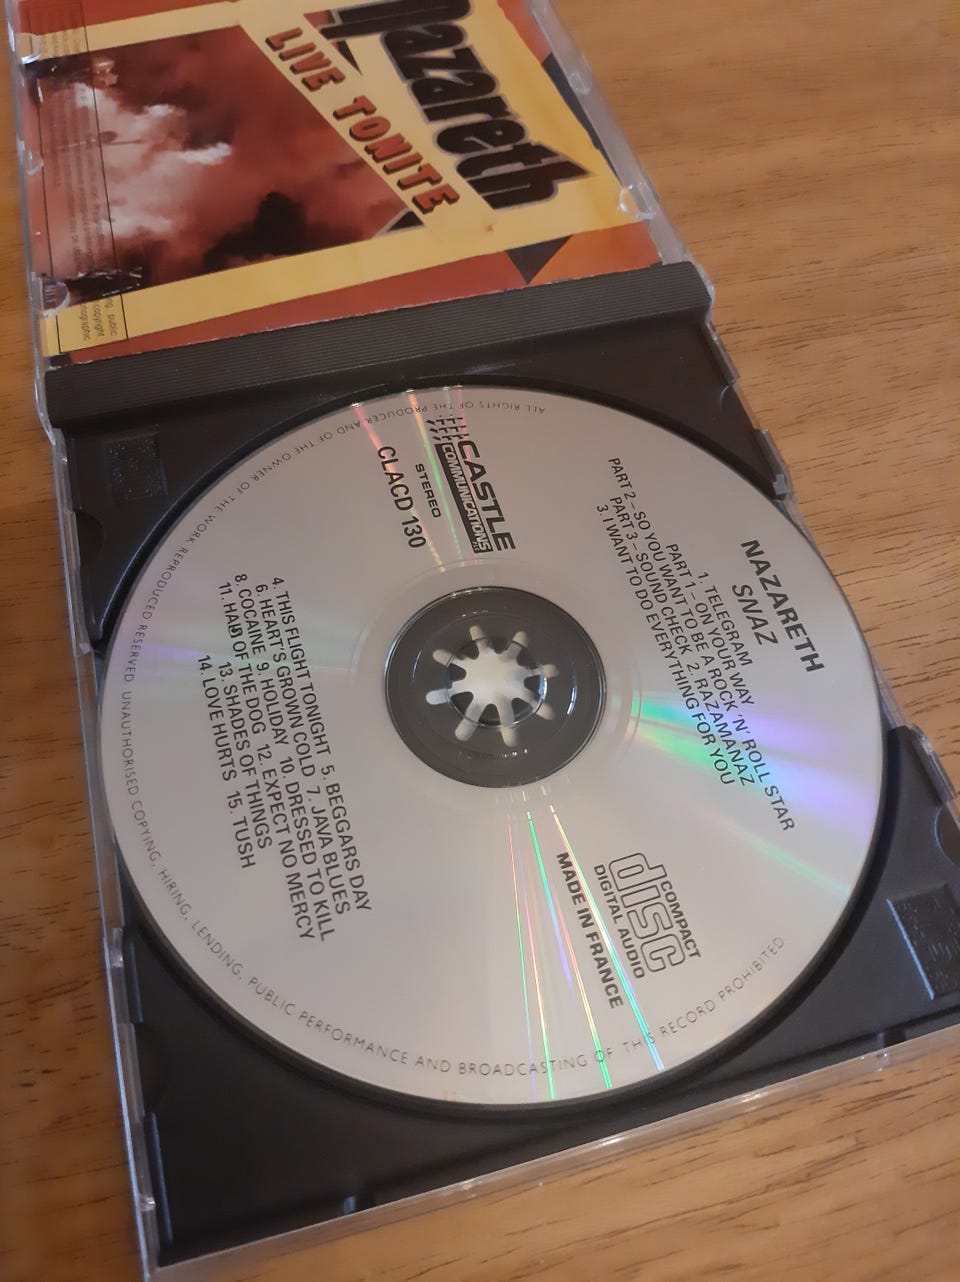 Nazareth
LIVE TONITE
NAZARETH
SNAZ
1. TELEGRAM
PART 1 – ON YOUR WAY
PART 2 – SO YOU WANT TO BE A ROCK 'N' ROLL STAR
PART 3 – SOUND CHECK 2. RAZAMANAZ
3. I WANT TO DO EVERYTHING FOR YOU
CASTLE
COMMUNICATIONS PLC
STEREO
CLACD 130
COMPACT
disc
DIGITAL AUDIO
MADE IN FRANCE
4. THIS FLIGHT TONIGHT 5. BEGGARS DAY
6. HEART'S GROWN COLD 7. JAVA BLUES
8. COCAINE 9. HOLIDAY 10. DRESSED TO KILL
11. HAIR OF THE DOG 12. EXPECT NO MERCY
13. SHADES OF THINGS
14. LOVE HURTS 15. TUSH
ALL RIGHTS OF THE PRODUCER AND OF THE OWNER OF THE WORK REPRODUCED RESERVED. UNAUTHORISED COPYING, HIRING, LENDING, PUBLIC PERFORMANCE AND BROADCASTING OF THIS RECORD PROHIBITED.
public
copyright